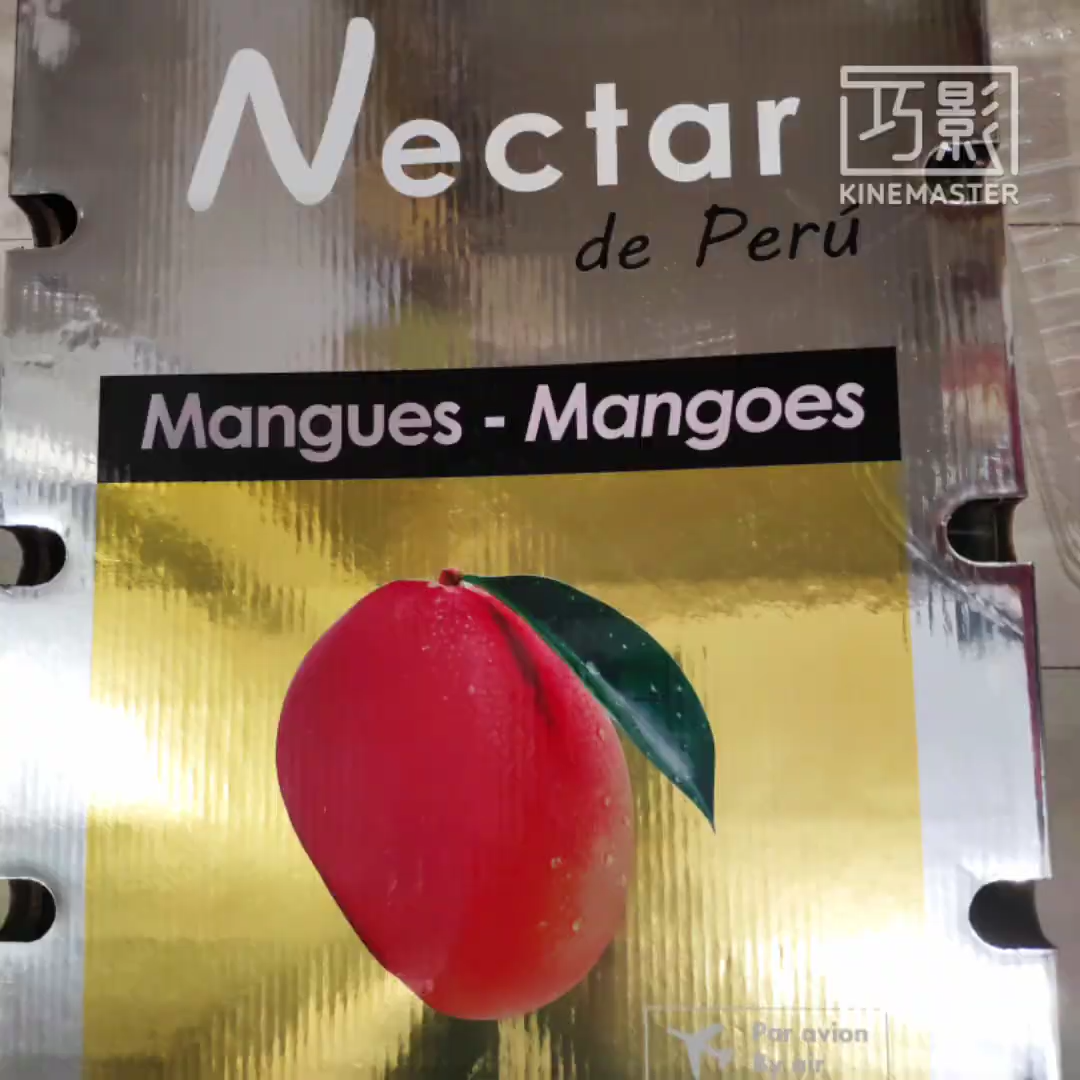 Nectar
de Perú
巧影
KINEMASTER
Mangues - Mangoes
Par avion
By air